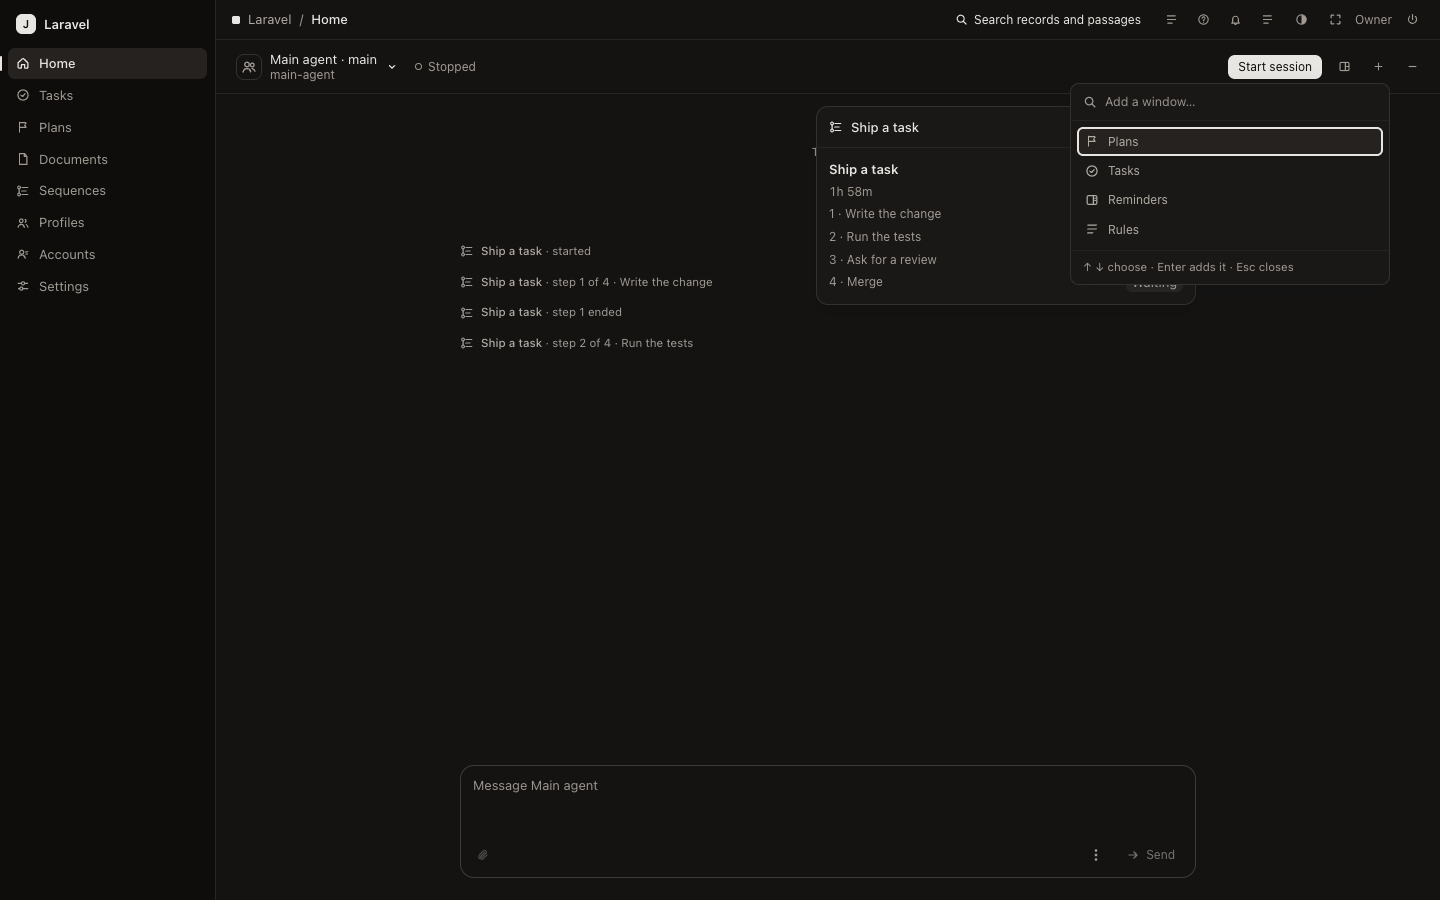 J Laravel
Home
Tasks
Plans
Documents
Sequences
Profiles
Accounts
Settings
Laravel / Home
Search records and passages
Owner
Main agent · main
main-agent
Stopped
Start session
Add a window...
Plans
Tasks
Reminders
Rules
↑ ↓ choose · Enter adds it · Esc closes
Ship a task
Ship a task
1h 58m
1 · Write the change
2 · Run the tests
3 · Ask for a review
4 · Merge
Ship a task · started
Ship a task · step 1 of 4 · Write the change
Ship a task · step 1 ended
Ship a task · step 2 of 4 · Run the tests
Message Main agent
Send